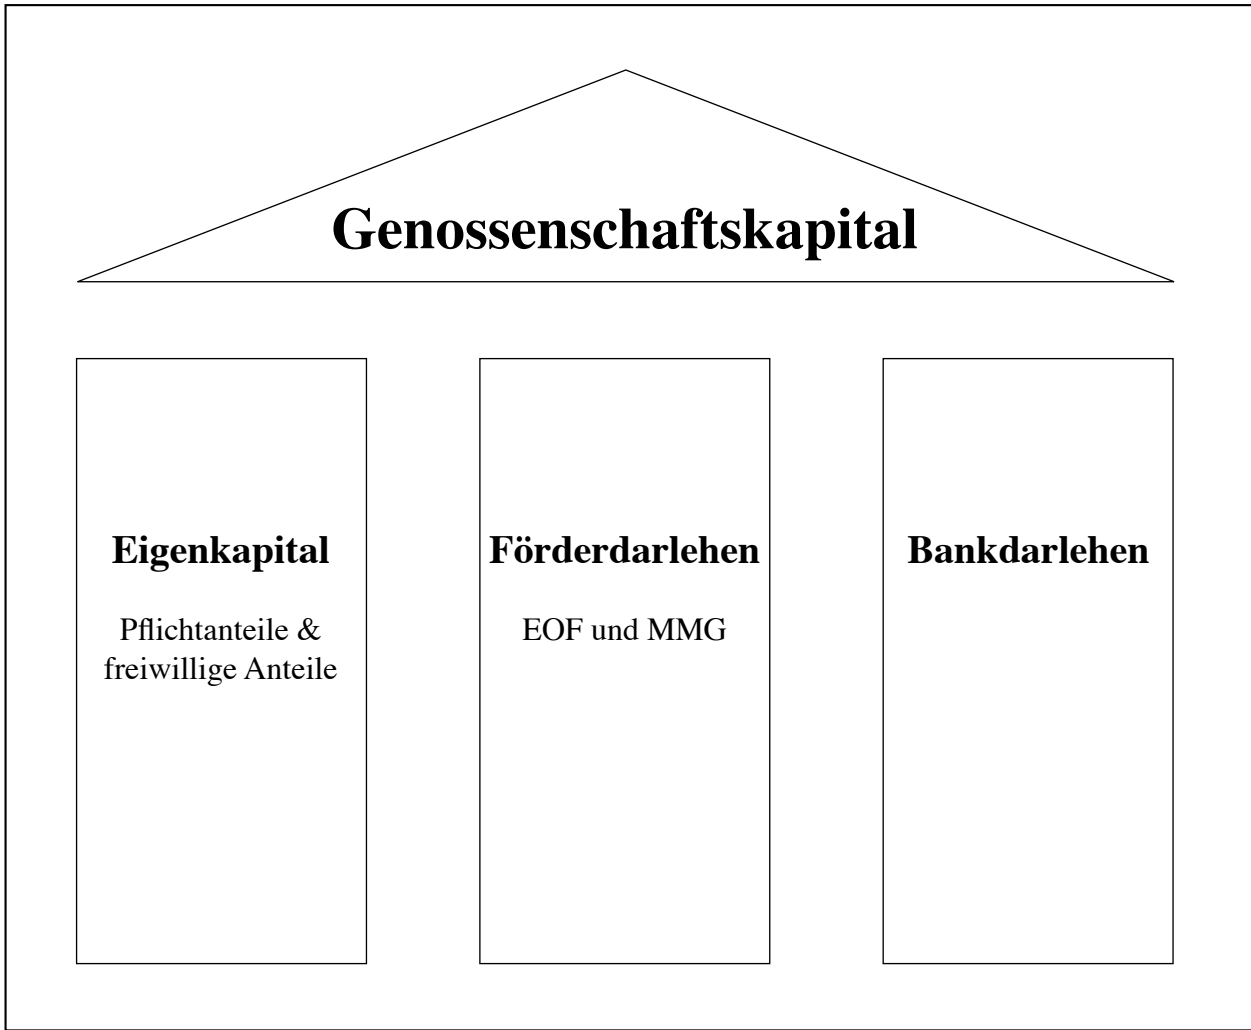 Genossenschaftskapital
Eigenkapital
Pflichtanteile &
freiwillige Anteile
Förderdarlehen
EOF und MMG
Bankdarlehen